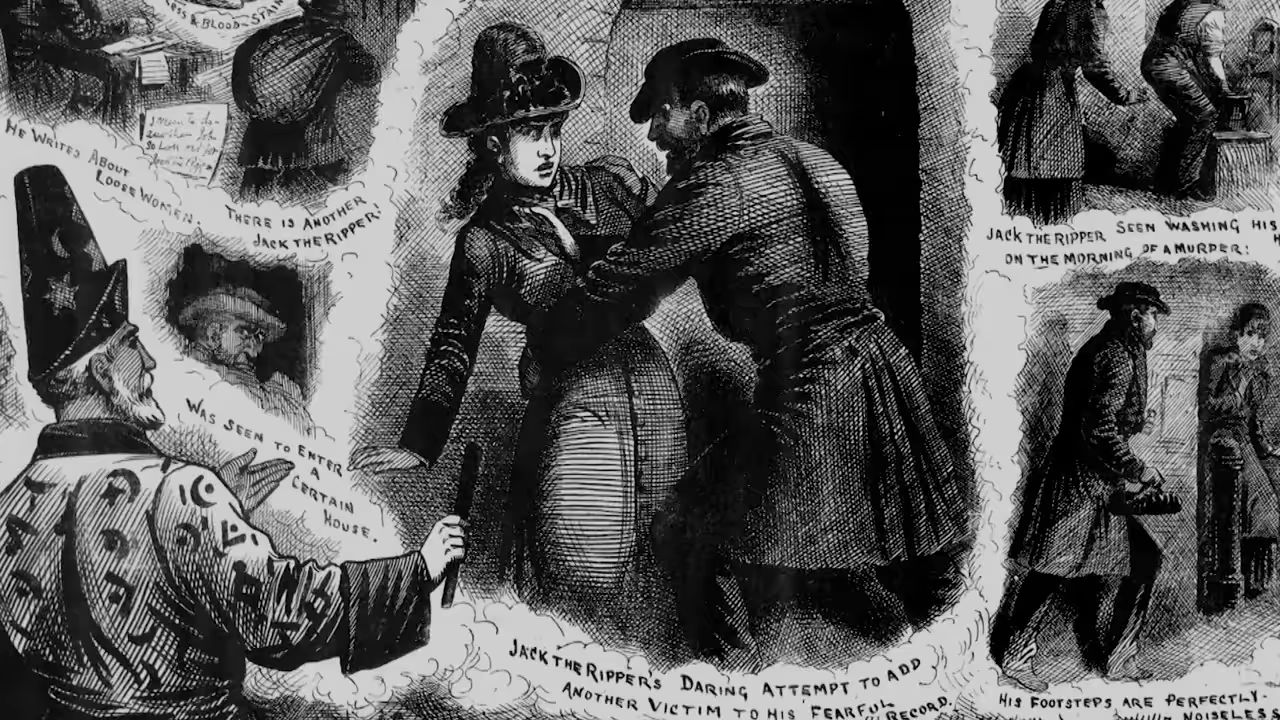 & BLOOD-STAIN
HE WRITES ABOUT
LOOSE WOMEN.
THERE IS ANOTHER
JACK THE RIPPER!
WAS SEEN TO ENTER
A
CERTAIN
HOUSE.
JACK THE RIPPER'S DARING ATTEMPT TO ADD
ANOTHER VICTIM TO HIS FEARFUL RECORD.
JACK THE RIPPER SEEN WASHING HIS
ON THE MORNING OF A MURDER!
HIS FOOTSTEPS ARE PERFECTLY-
NOISELESS